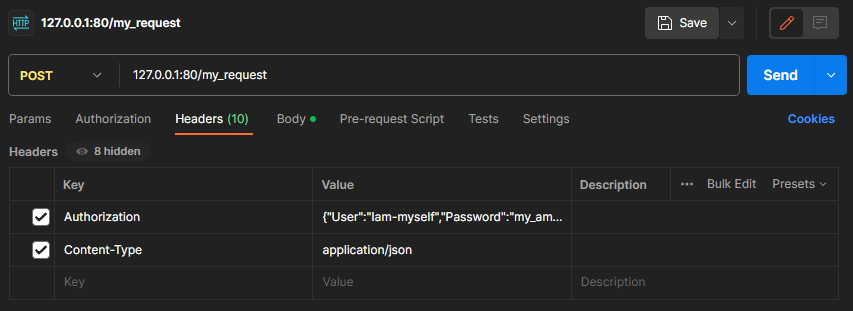 HTTP 127.0.0.1:80/my_request Save
POST 127.0.0.1:80/my_request Send
Params Authorization Headers (10) Body Pre-request Script Tests Settings Cookies
Headers 8 hidden
Key Value Description Bulk Edit Presets
Authorization {"User":"Iam-myself","Password":"my_am...
Content-Type application/json
Key Value Description